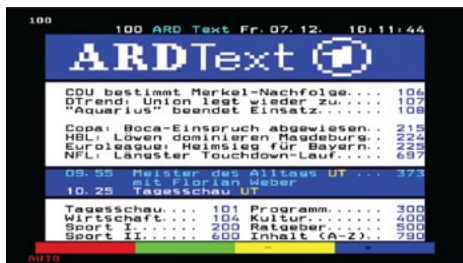 100
100 ARD Text Fr. 07. 12. 10:11:44
ARDText 1
CDU bestimmt Merkel-Nachfolge.... 106
DTrend: Union legt wieder zu..... 107
"Aquarius" beendet Einsatz....... 108
Copa: Boca-Einspruch abgewiesen.. 215
HBL: Löwen dominieren Magdeburg.. 224
Euroleague: Heimsieg für Bayern.. 225
NFL: Längster Touchdown-Lauf..... 697
09.55 Meister des Alltags UT ... 373
mit Florian Weber
10.25 Tagesschau UT
Tagesschau.... 101 Programm...... 300
Wirtschaft.... 104 Kultur........ 400
Sport I....... 200 Ratgeber...... 500
Sport II...... 600 Inhalt (A-Z).. 790
- +
AUTO